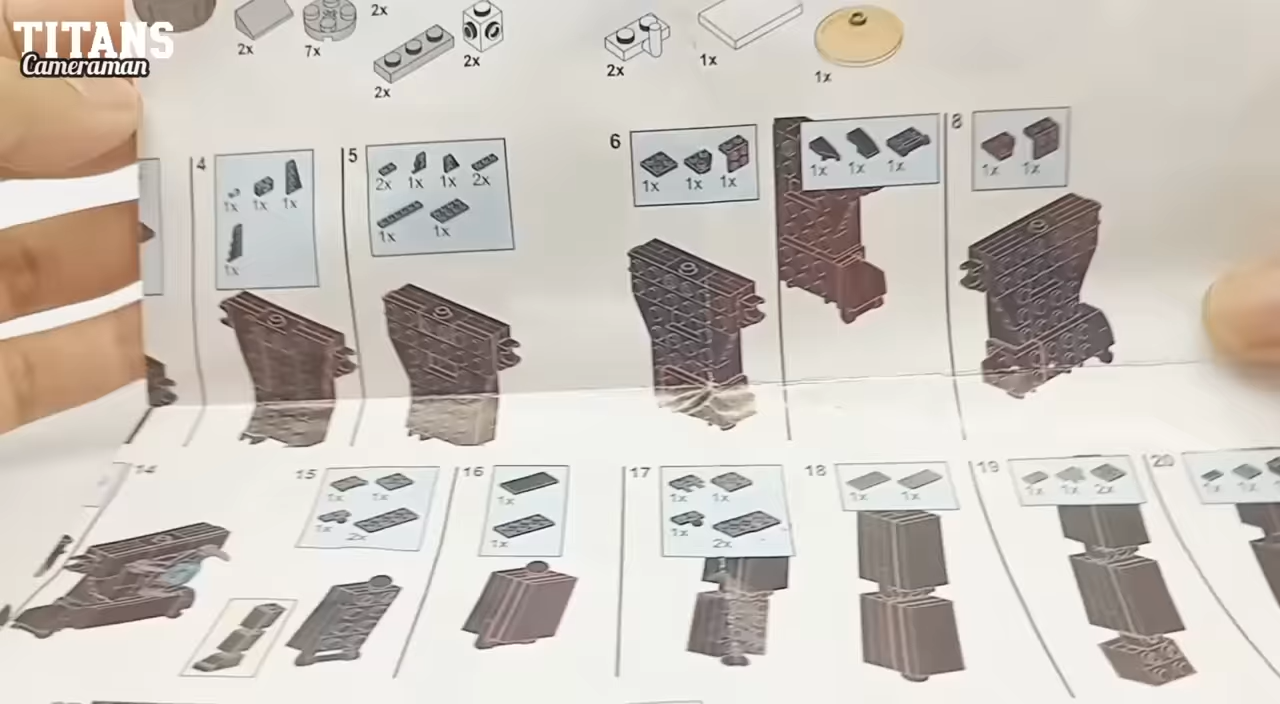 TITANS
Cameraman
2x
7x
2x
2x
2x
2x
1x
1x
4
1x 1x 1x
1x
5
2x 1x 1x 2x
1x 1x
6
1x 1x 1x
1x 1x 1x
8
1x 1x
14
15
1x 1x
1x 2x
16
1x
1x
17
1x 1x
1x 2x
18
1x 1x
19
1x 1x 2x
20
1x 1x